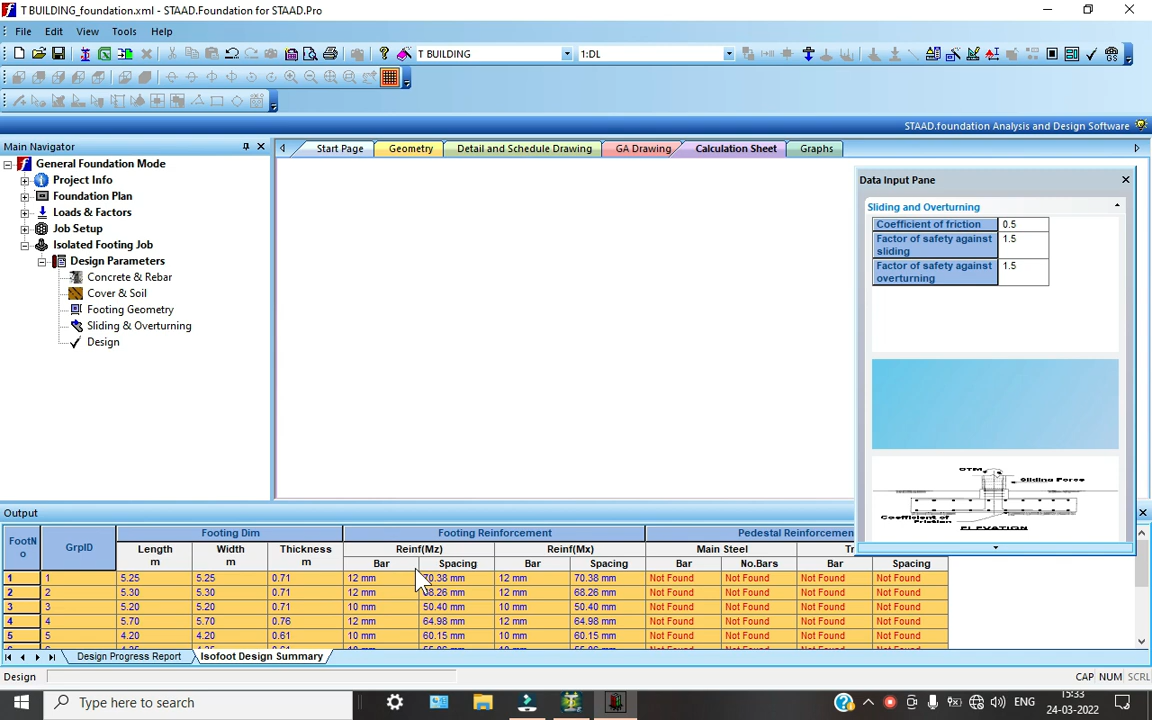 T BUILDING_foundation.xml - STAAD.Foundation for STAAD.Pro
File Edit View Tools Help
T BUILDING 1:DL
STAAD.foundation Analysis and Design Software
Main Navigator
General Foundation Mode
Project Info
Foundation Plan
Loads & Factors
Job Setup
Isolated Footing Job
Design Parameters
Concrete & Rebar
Cover & Soil
Footing Geometry
Sliding & Overturning
Design
Start Page Geometry Detail and Schedule Drawing GA Drawing Calculation Sheet Graphs
Data Input Pane
Sliding and Overturning
Coefficient of friction 0.5
Factor of safety against sliding 1.5
Factor of safety against overturning 1.5
OTM
Sliding Force
Coefficient of Friction
ELEVATION
Output
FootNo GrpID Footing Dim Footing Reinforcement Pedestal Reinforcemen
Length m Width m Thickness m Reinf(Mz) Reinf(Mx) Main Steel Tr
Bar Spacing Bar Spacing Bar No.Bars Spacing
1 1 5.25 5.25 0.71 12 mm 70.38 mm 12 mm 70.38 mm Not Found Not Found Not Found Not Found
2 2 5.30 5.30 0.71 12 mm 68.26 mm 12 mm 68.26 mm Not Found Not Found Not Found Not Found
3 3 5.20 5.20 0.71 10 mm 50.40 mm 10 mm 50.40 mm Not Found Not Found Not Found Not Found
4 4 5.70 5.70 0.76 12 mm 64.98 mm 12 mm 64.98 mm Not Found Not Found Not Found Not Found
5 5 4.20 4.20 0.61 10 mm 60.15 mm 10 mm 60.15 mm Not Found Not Found Not Found Not Found
Design Progress Report Isofoot Design Summary
Design CAP NUM SCRL
Type here to search
ENG
15:33
24-03-2022